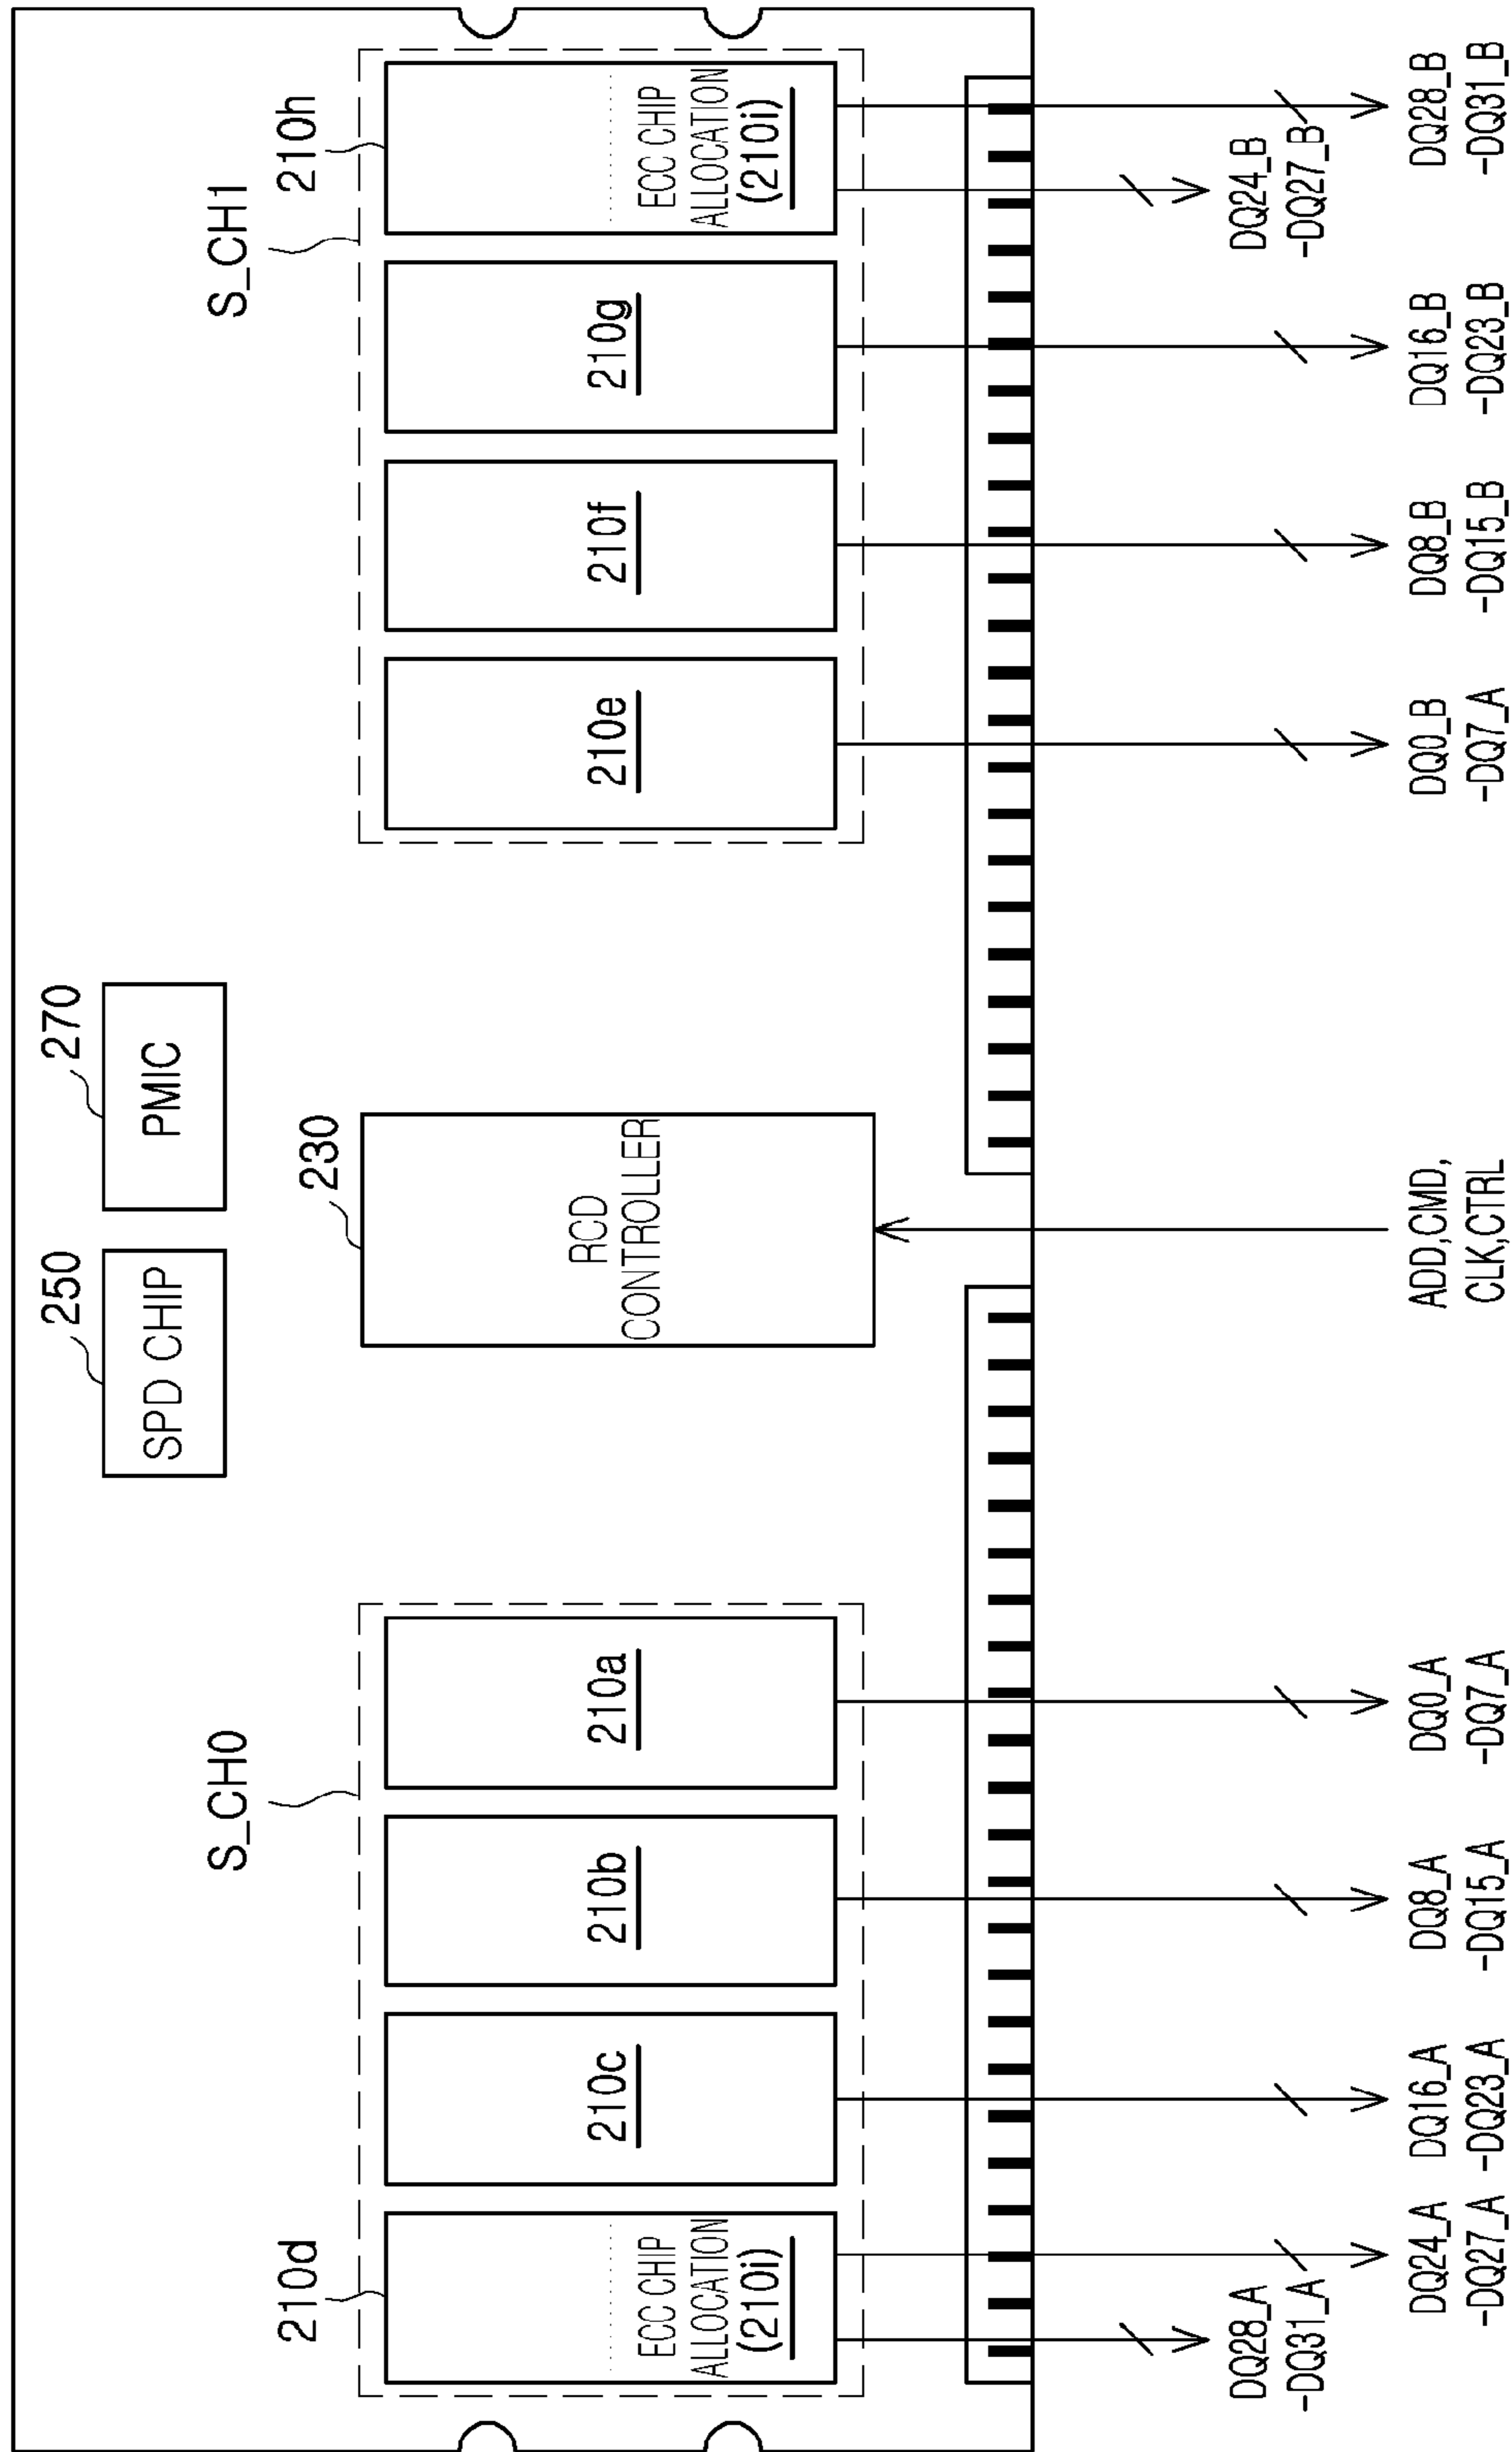 250
SPD CHIP
270
PMIC
S_CH0
S_CH1
210d
ECC CHIP
ALLOCATION
(210i)
210c
210b
210a
230
RCD
CONTROLLER
210e
210f
210g
210h
ECC CHIP
ALLOCATION
(210i)
DQ28_A
-DQ31_A
DQ24_A
-DQ27_A
DQ16_A
-DQ23_A
DQ8_A
-DQ15_A
DQ0_A
-DQ7_A
ADD,CMD,
CLK,CTRL
DQ0_B
-DQ7_A
DQ8_B
-DQ15_B
DQ16_B
-DQ23_B
DQ24_B
-DQ27_B
DQ28_B
-DQ31_B